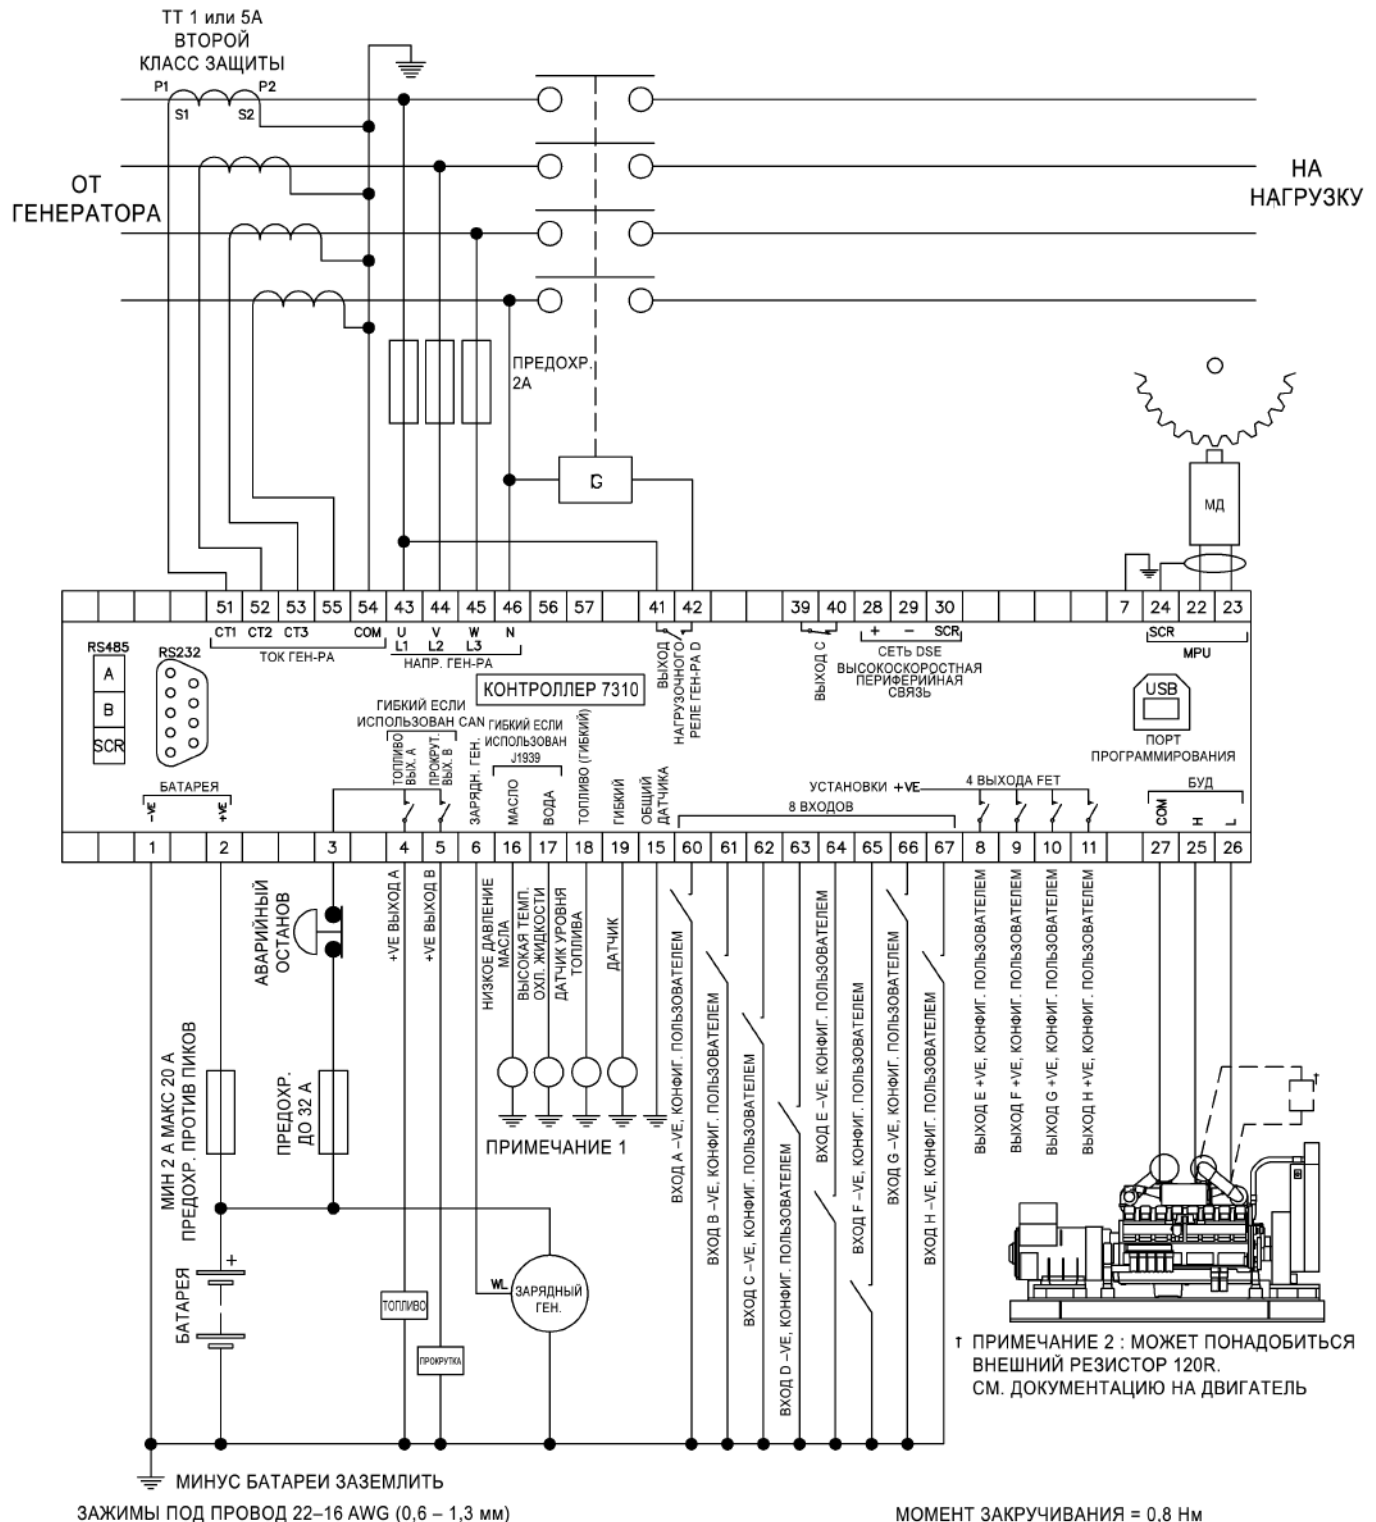 ТТ 1 или 5А
ВТОРОЙ
КЛАСС ЗАЩИТЫ
P1
P2
S1
S2
ОТ
ГЕНЕРАТОРА
НА
НАГРУЗКУ
ПРЕДОХР.
2А
G
МД
51
52
53
55
54
43
44
45
46
56
57
41
42
39
40
28
29
30
7
24
22
23
CT1
CT2
CT3
COM
U
V
W
N
L1
L2
L3
ТОК ГЕН-РА
НАПР. ГЕН-РА
ВЫХОД
НАГРУЗОЧНОГО
РЕЛЕ ГЕН-РА D
ВЫХОД C
+
–
SCR
СЕТЬ DSE
ВЫСОКОСКОРОСТНАЯ
ПЕРИФЕРИЙНАЯ
СВЯЗЬ
SCR
MPU
RS485
A
B
SCR
RS232
КОНТРОЛЛЕР 7310
USB
ПОРТ
ПРОГРАММИРОВАНИЯ
ГИБКИЙ ЕСЛИ
ИСПОЛЬЗОВАН CAN
ГИБКИЙ ЕСЛИ
ИСПОЛЬЗОВАН
J1939
БАТАРЕЯ
–VE
+VE
ТОПЛИВО
ВЫХ. А
ПРОКРУТ.
ВЫХ. В
ЗАРЯДН. ГЕН.
МАСЛО
ВОДА
ТОПЛИВО (ГИБКИЙ)
ГИБКИЙ
ОБЩИЙ
ДАТЧИКА
УСТАНОВКИ +VE
4 ВЫХОДА FET
8 ВХОДОВ
БУД
COM
H
L
1
2
3
4
5
6
16
17
18
19
15
60
61
62
63
64
65
66
67
8
9
10
11
27
25
26
АВАРИЙНЫЙ
ОСТАНОВ
+VE ВЫХОД А
+VE ВЫХОД В
НИЗКОЕ ДАВЛЕНИЕ
МАСЛА
ВЫСОКАЯ ТЕМП.
ОХЛ. ЖИДКОСТИ
ДАТЧИК УРОВНЯ
ТОПЛИВА
ДАТЧИК
ПРИМЕЧАНИЕ 1
МИН 2 А МАКС 20 А
ПРЕДОХР. ПРОТИВ ПИКОВ
ПРЕДОХР.
ДО 32 А
ВХОД A –VE, КОНФИГ. ПОЛЬЗОВАТЕЛЕМ
ВХОД B –VE, КОНФИГ. ПОЛЬЗОВАТЕЛЕМ
ВХОД C –VE, КОНФИГ. ПОЛЬЗОВАТЕЛЕМ
ВХОД D –VE, КОНФИГ. ПОЛЬЗОВАТЕЛЕМ
ВХОД E –VE, КОНФИГ. ПОЛЬЗОВАТЕЛЕМ
ВХОД F –VE, КОНФИГ. ПОЛЬЗОВАТЕЛЕМ
ВХОД G –VE, КОНФИГ. ПОЛЬЗОВАТЕЛЕМ
ВХОД H –VE, КОНФИГ. ПОЛЬЗОВАТЕЛЕМ
ВЫХОД E +VE, КОНФИГ. ПОЛЬЗОВАТЕЛЕМ
ВЫХОД F +VE, КОНФИГ. ПОЛЬЗОВАТЕЛЕМ
ВЫХОД G +VE, КОНФИГ. ПОЛЬЗОВАТЕЛЕМ
ВЫХОД H +VE, КОНФИГ. ПОЛЬЗОВАТЕЛЕМ
†
БАТАРЕЯ
+
ТОПЛИВО
ПРОКРУТКА
WL
ЗАРЯДНЫЙ
ГЕН.
† ПРИМЕЧАНИЕ 2 : МОЖЕТ ПОНАДОБИТЬСЯ
ВНЕШНИЙ РЕЗИСТОР 120R.
СМ. ДОКУМЕНТАЦИЮ НА ДВИГАТЕЛЬ
МИНУС БАТАРЕИ ЗАЗЕМЛИТЬ
ЗАЖИМЫ ПОД ПРОВОД 22–16 AWG (0,6 – 1,3 мм)
МОМЕНТ ЗАКРУЧИВАНИЯ = 0,8 Нм